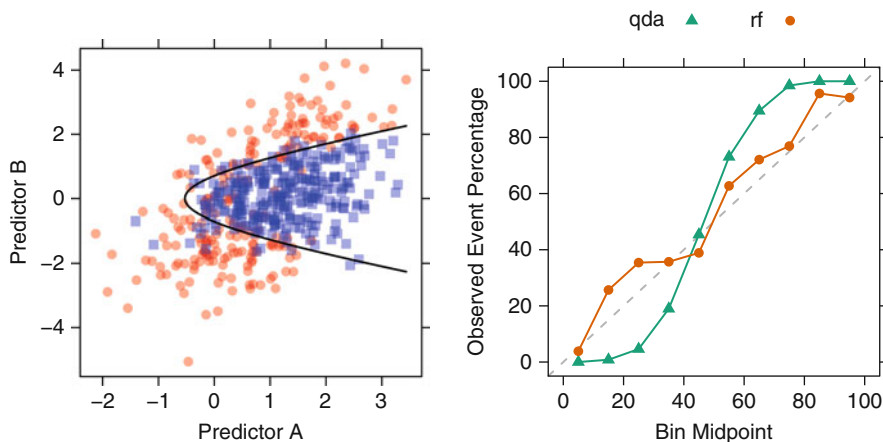 qda rf
4
2
0
−2
−4
Predictor B
−2 −1 0 1 2 3
Predictor A
100
80
60
40
20
0
Observed Event Percentage
0 20 40 60 80 100
Bin Midpoint